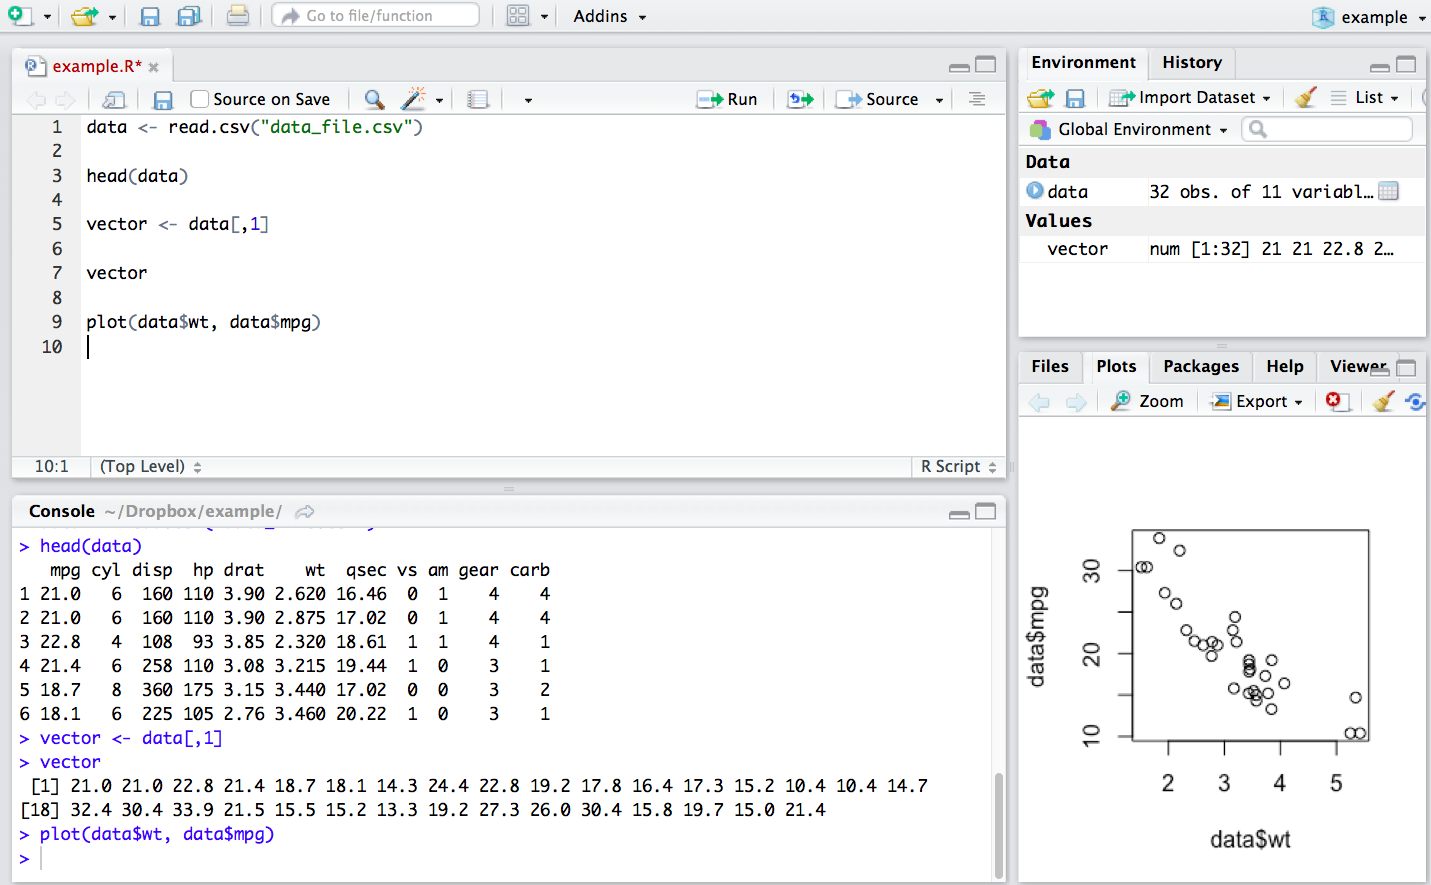 Go to file/function
Addins
example
example.R*
Source on Save
Run
Source
1 data <- read.csv("data_file.csv")
2
3 head(data)
4
5 vector <- data[,1]
6
7 vector
8
9 plot(data$wt, data$mpg)
10
10:1 (Top Level)
R Script
Console ~/Dropbox/example/
> head(data)
mpg cyl disp hp drat wt qsec vs am gear carb
1 21.0 6 160 110 3.90 2.620 16.46 0 1 4 4
2 21.0 6 160 110 3.90 2.875 17.02 0 1 4 4
3 22.8 4 108 93 3.85 2.320 18.61 1 1 4 1
4 21.4 6 258 110 3.08 3.215 19.44 1 0 3 1
5 18.7 8 360 175 3.15 3.440 17.02 0 0 3 2
6 18.1 6 225 105 2.76 3.460 20.22 1 0 3 1
> vector <- data[,1]
> vector
[1] 21.0 21.0 22.8 21.4 18.7 18.1 14.3 24.4 22.8 19.2 17.8 16.4 17.3 15.2 10.4 10.4 14.7
[18] 32.4 30.4 33.9 21.5 15.5 15.2 13.3 19.2 27.3 26.0 30.4 15.8 19.7 15.0 21.4
> plot(data$wt, data$mpg)
>
Environment History
Import Dataset
List
Global Environment
Data
data 32 obs. of 11 variabl…
Values
vector num [1:32] 21 21 22.8 2…
Files Plots Packages Help Viewer
Zoom Export
data$mpg
30
20
10
2 3 4 5
data$wt